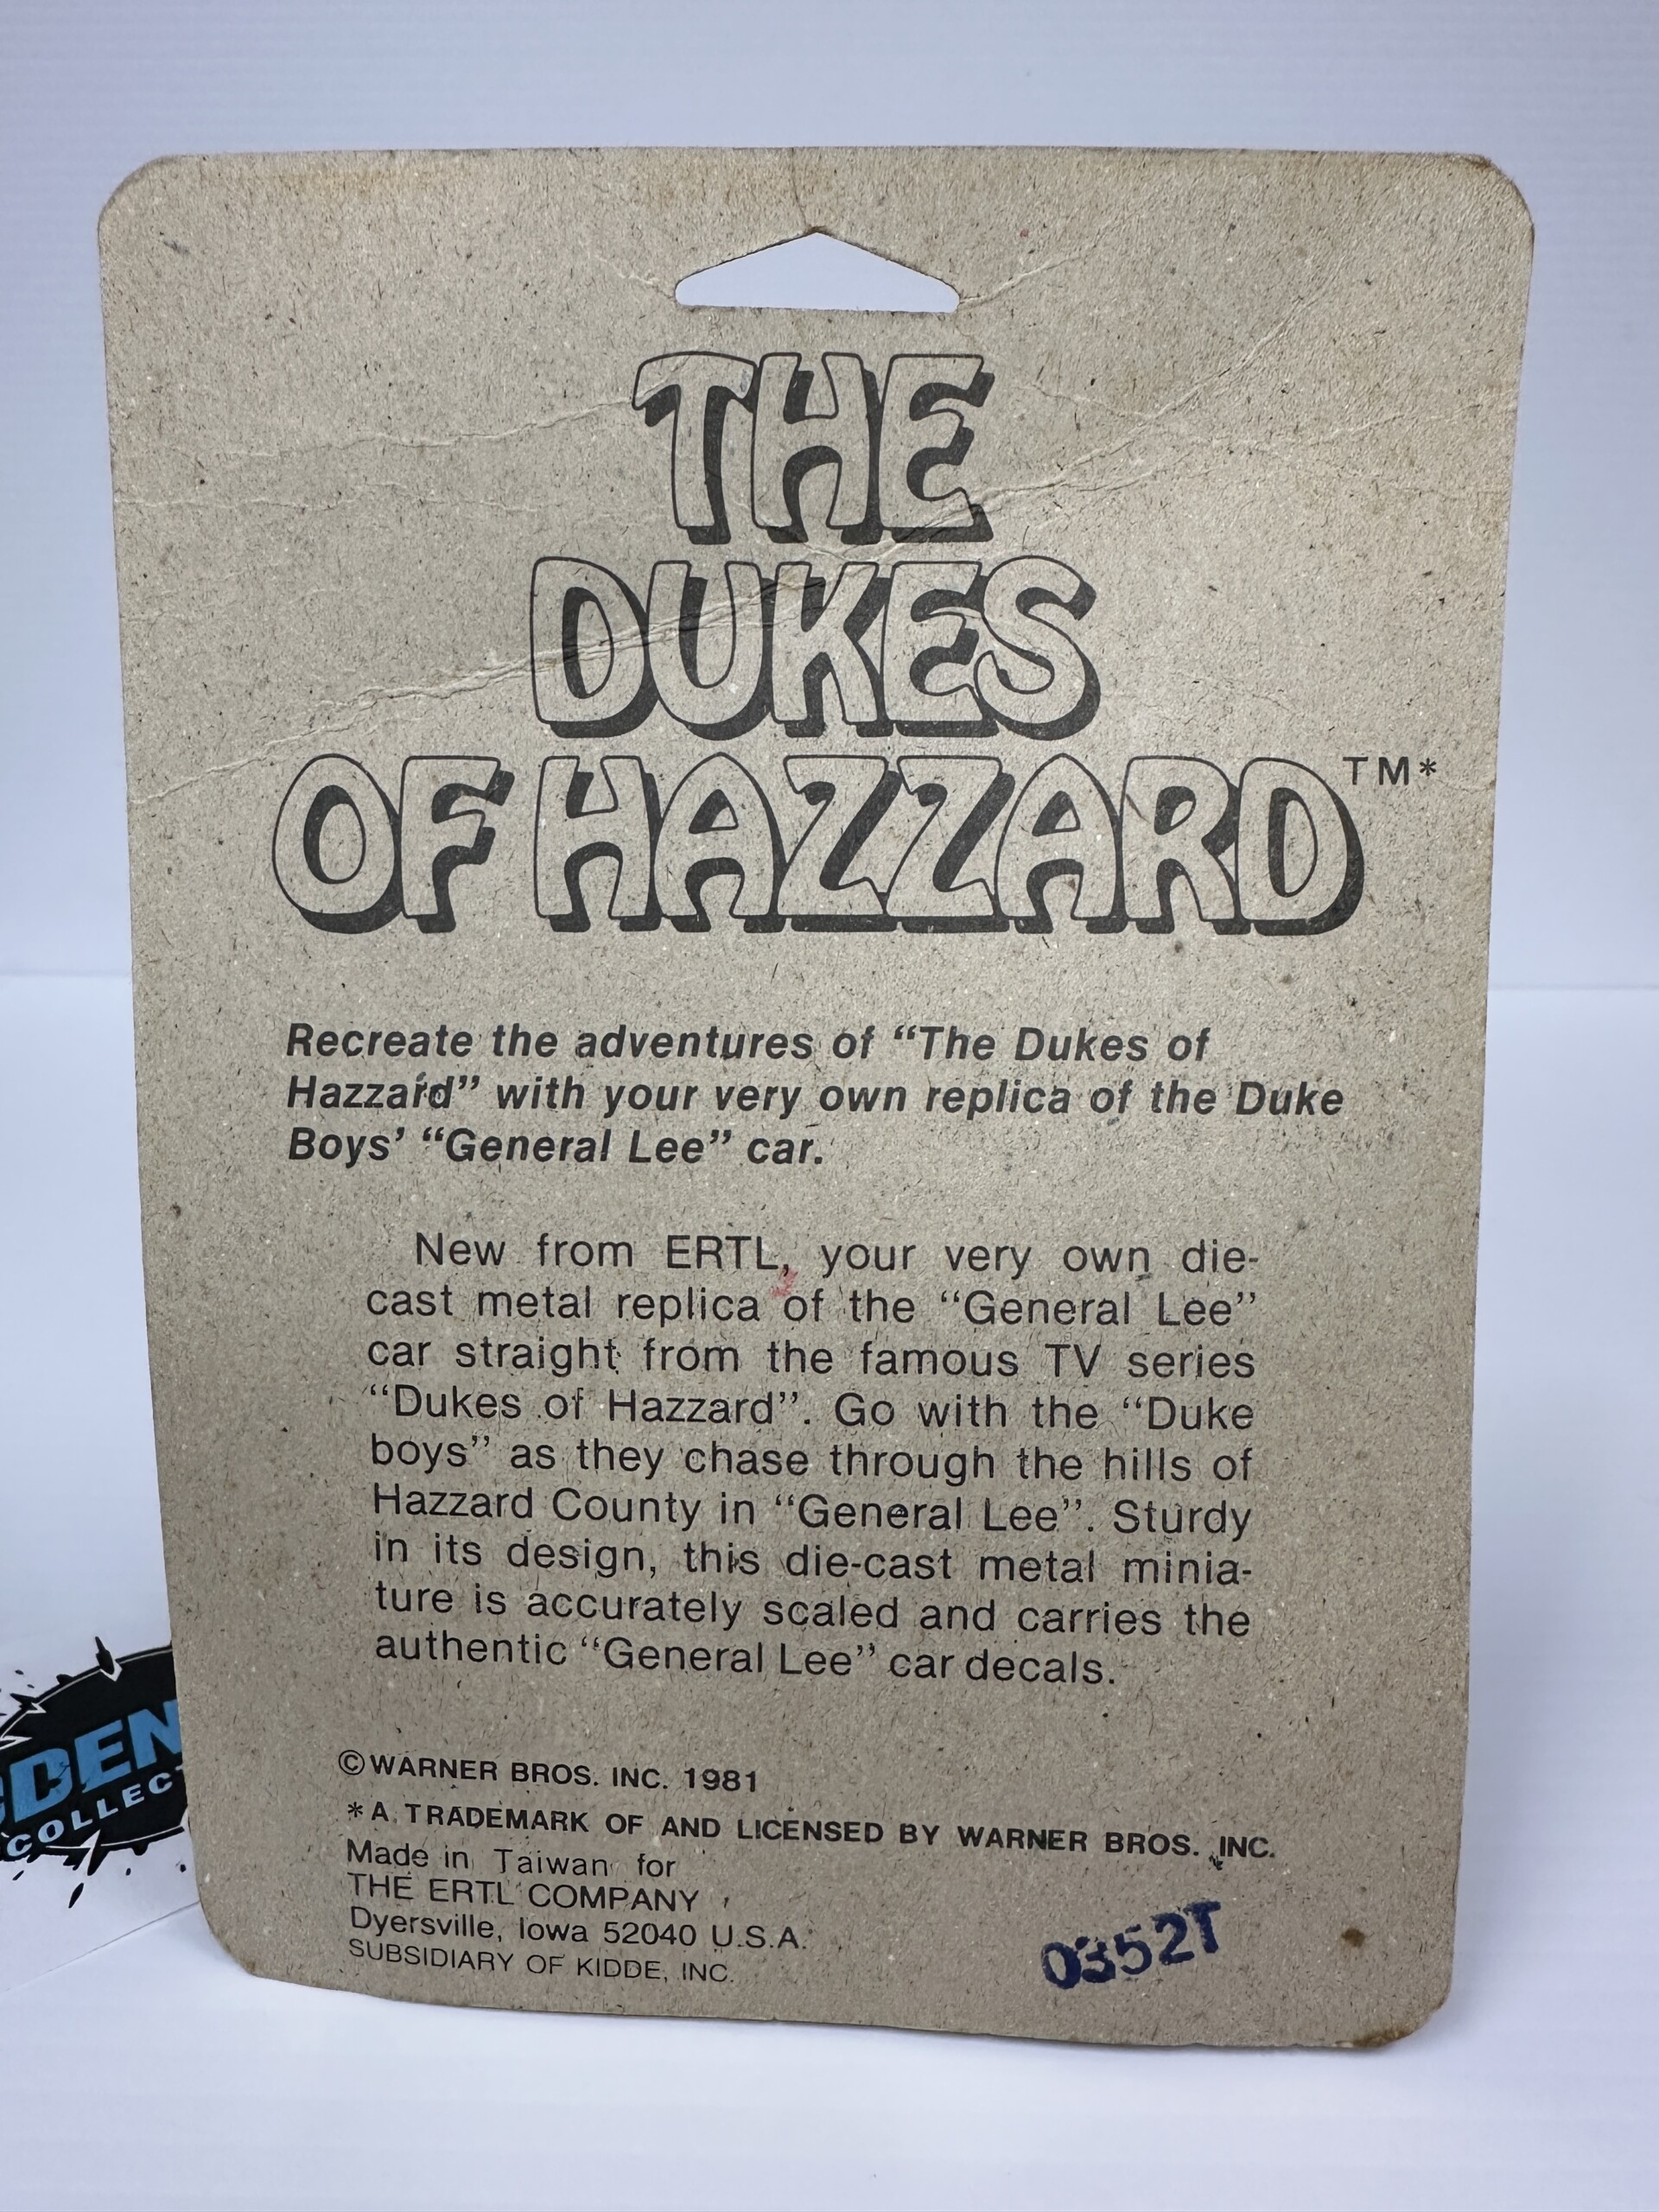 THE
DUKES
OF HAZZARD™*
Recreate the adventures of “The Dukes of
Hazzard” with your very own replica of the Duke
Boys’ “General Lee” car.
New from ERTL, your very own die-
cast metal replica of the “General Lee”
car straight from the famous TV series
“Dukes of Hazzard”. Go with the “Duke
boys” as they chase through the hills of
Hazzard County in “General Lee”. Sturdy
in its design, this die-cast metal minia-
ture is accurately scaled and carries the
authentic “General Lee” car decals.
©WARNER BROS. INC. 1981
*A TRADEMARK OF AND LICENSED BY WARNER BROS. INC.
Made in Taiwan for
THE ERTL COMPANY
Dyersville, Iowa 52040 U.S.A.
SUBSIDIARY OF KIDDE, INC.
0352T